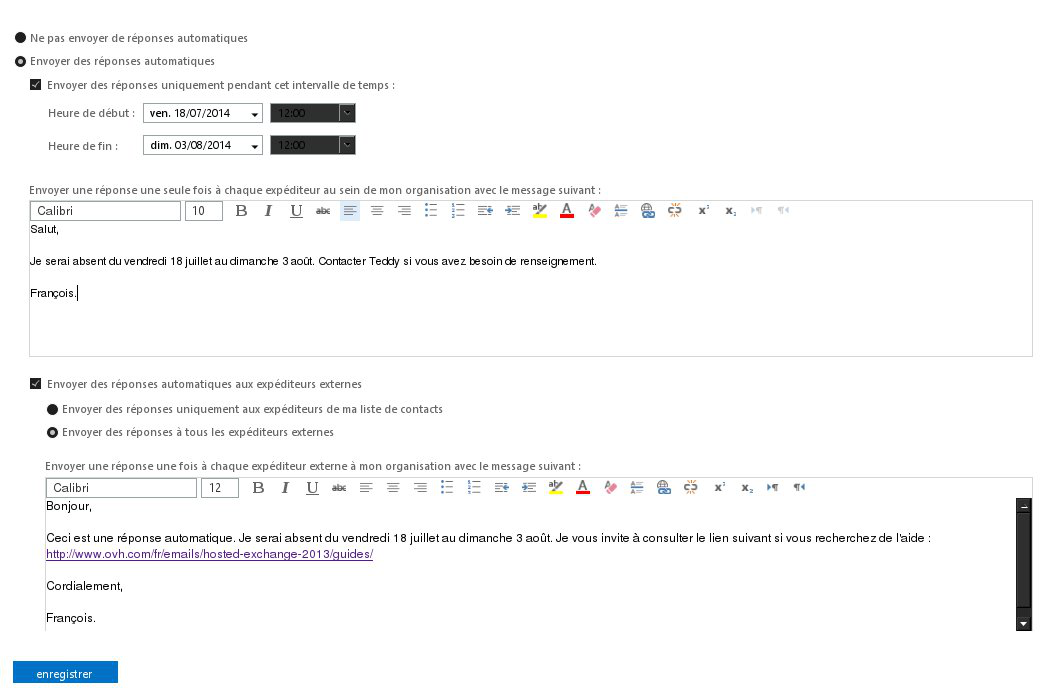 Ne pas envoyer de réponses automatiques
Envoyer des réponses automatiques
Envoyer des réponses uniquement pendant cet intervalle de temps :
Heure de début : ven. 18/07/2014 12:00
Heure de fin : dim. 03/08/2014 12:00
Envoyer une réponse une seule fois à chaque expéditeur au sein de mon organisation avec le message suivant :
Calibri 10 B I U abc A x² x₂
Salut,
Je serai absent du vendredi 18 juillet au dimanche 3 août. Contacter Teddy si vous avez besoin de renseignement.
François.
Envoyer des réponses automatiques aux expéditeurs externes
Envoyer des réponses uniquement aux expéditeurs de ma liste de contacts
Envoyer des réponses à tous les expéditeurs externes
Envoyer une réponse une fois à chaque expéditeur externe à mon organisation avec le message suivant :
Calibri 12 B I U abc A x² x₂
Bonjour,
Ceci est une réponse automatique. Je serai absent du vendredi 18 juillet au dimanche 3 août. Je vous invite à consulter le lien suivant si vous recherchez de l'aide :
http://www.ovh.com/fr/emails/hosted-exchange-2013/guides/
Cordialement,
François.
enregistrer